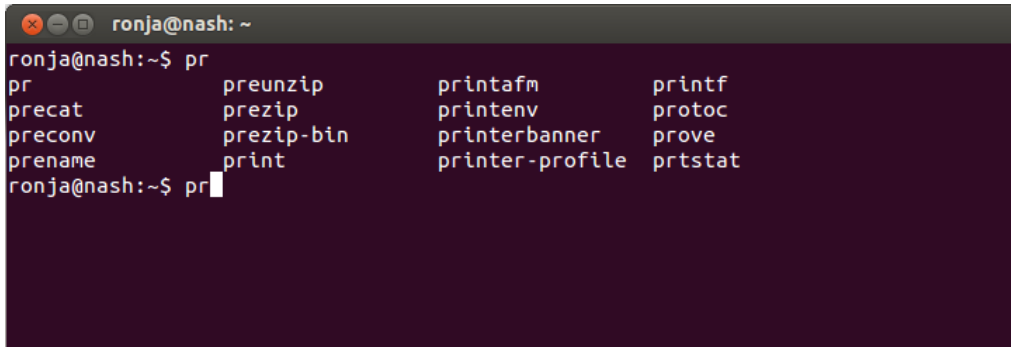 ronja@nash: ~
ronja@nash:~$ pr
pr preunzip printafm printf
precat prezip printenv protoc
preconv prezip-bin printerbanner prove
prename print printer-profile prtstat
ronja@nash:~$ pr